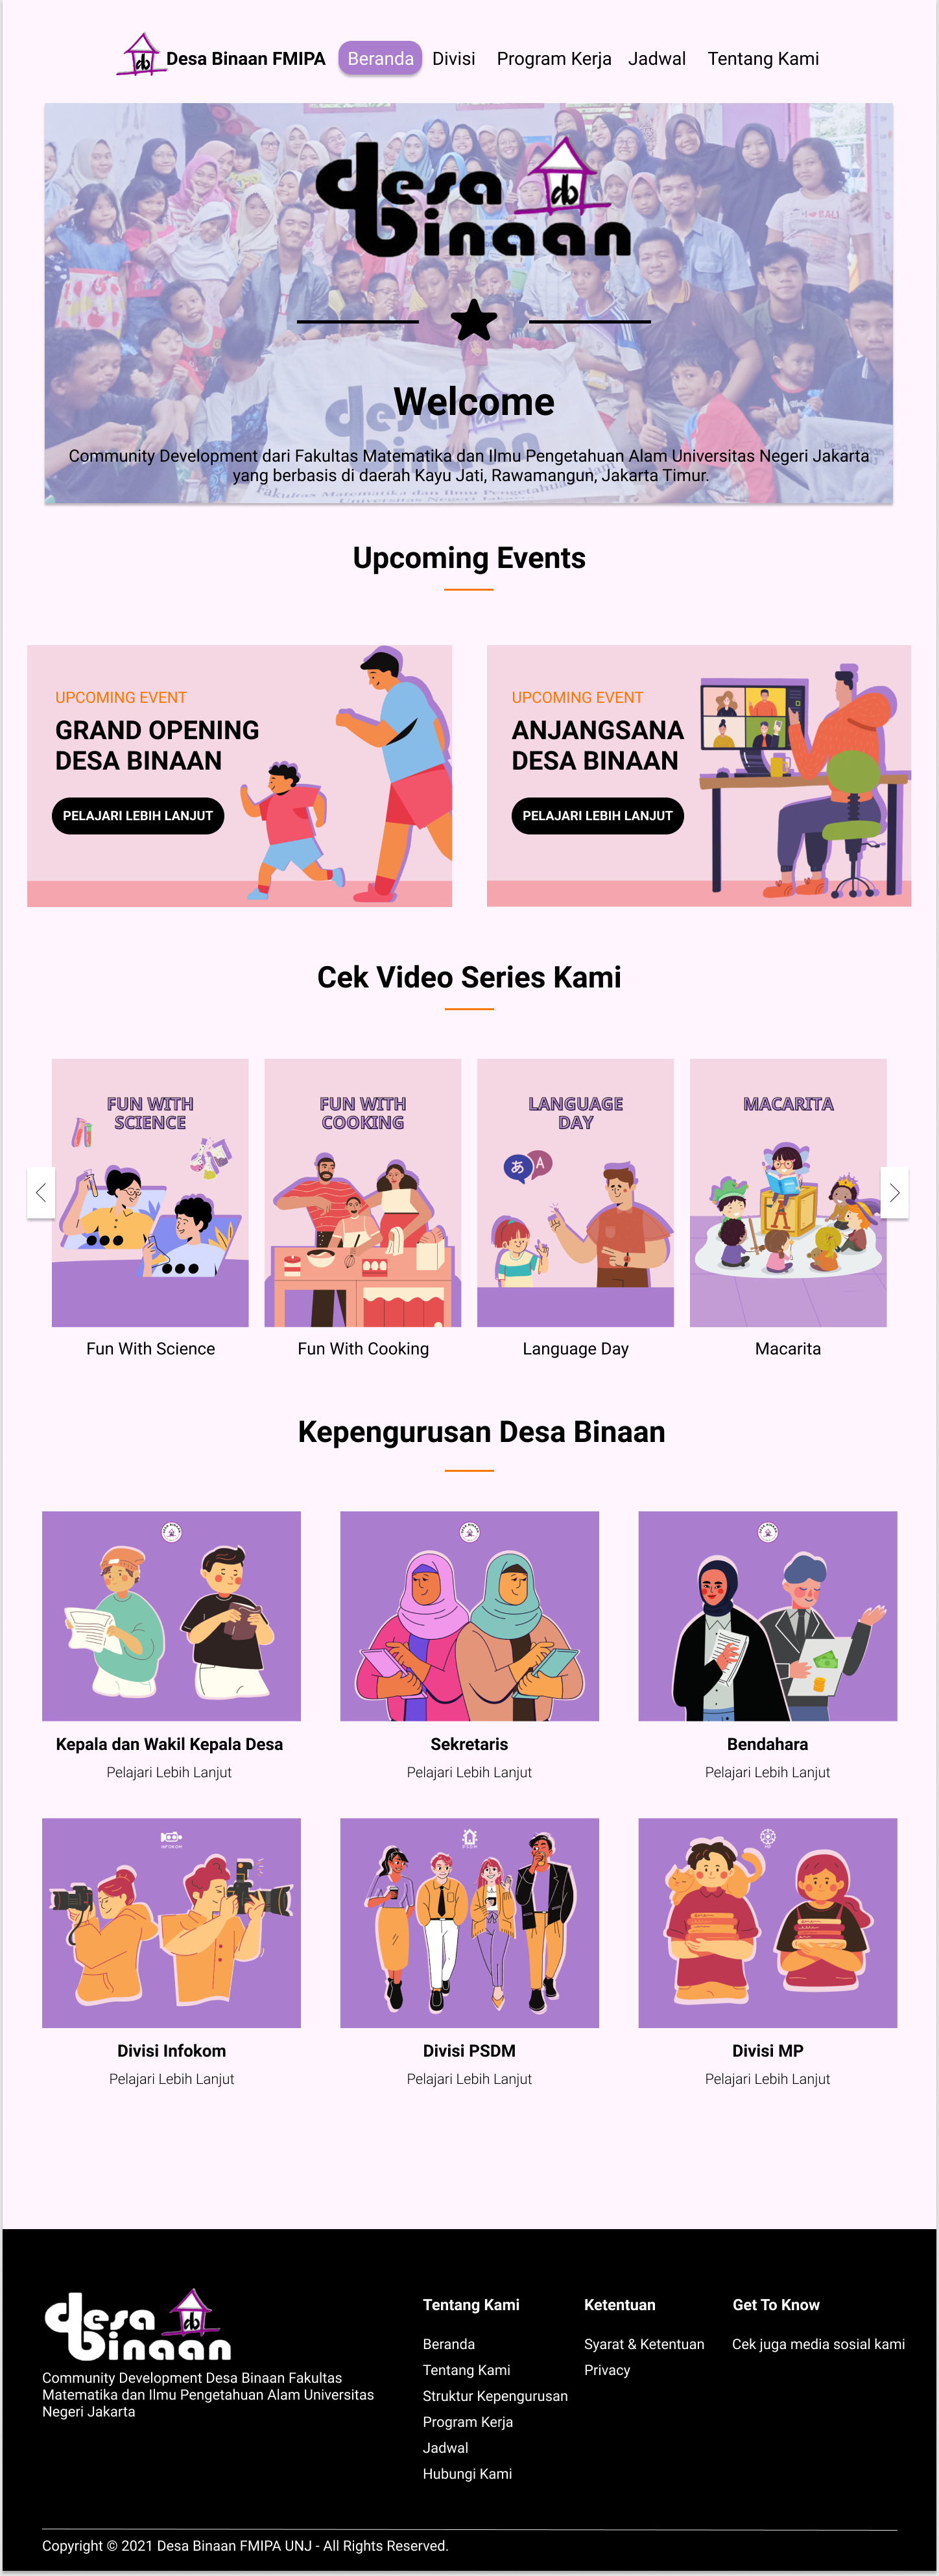 db
Desa Binaan FMIPA
Beranda
Divisi
Program Kerja
Jadwal
Tentang Kami
desa
db
binaan
Welcome
Community Development dari Fakultas Matematika dan Ilmu Pengetahuan Alam Universitas Negeri Jakarta
yang berbasis di daerah Kayu Jati, Rawamangun, Jakarta Timur.
Upcoming Events
UPCOMING EVENT
GRAND OPENING
DESA BINAAN
PELAJARI LEBIH LANJUT
UPCOMING EVENT
ANJANGSANA
DESA BINAAN
PELAJARI LEBIH LANJUT
Cek Video Series Kami
FUN WITH
SCIENCE
FUN WITH
COOKING
LANGUAGE
DAY
あ A
MACARITA
Fun With Science
Fun With Cooking
Language Day
Macarita
Kepengurusan Desa Binaan
Kepala dan Wakil Kepala Desa
Pelajari Lebih Lanjut
Sekretaris
Pelajari Lebih Lanjut
Bendahara
Pelajari Lebih Lanjut
INFOKOM
PSDM
MP
Divisi Infokom
Pelajari Lebih Lanjut
Divisi PSDM
Pelajari Lebih Lanjut
Divisi MP
Pelajari Lebih Lanjut
desa
db
binaan
Community Development Desa Binaan Fakultas
Matematika dan Ilmu Pengetahuan Alam Universitas
Negeri Jakarta
Tentang Kami
Beranda
Tentang Kami
Struktur Kepengurusan
Program Kerja
Jadwal
Hubungi Kami
Ketentuan
Syarat & Ketentuan
Privacy
Get To Know
Cek juga media sosial kami
Copyright © 2021 Desa Binaan FMIPA UNJ - All Rights Reserved.